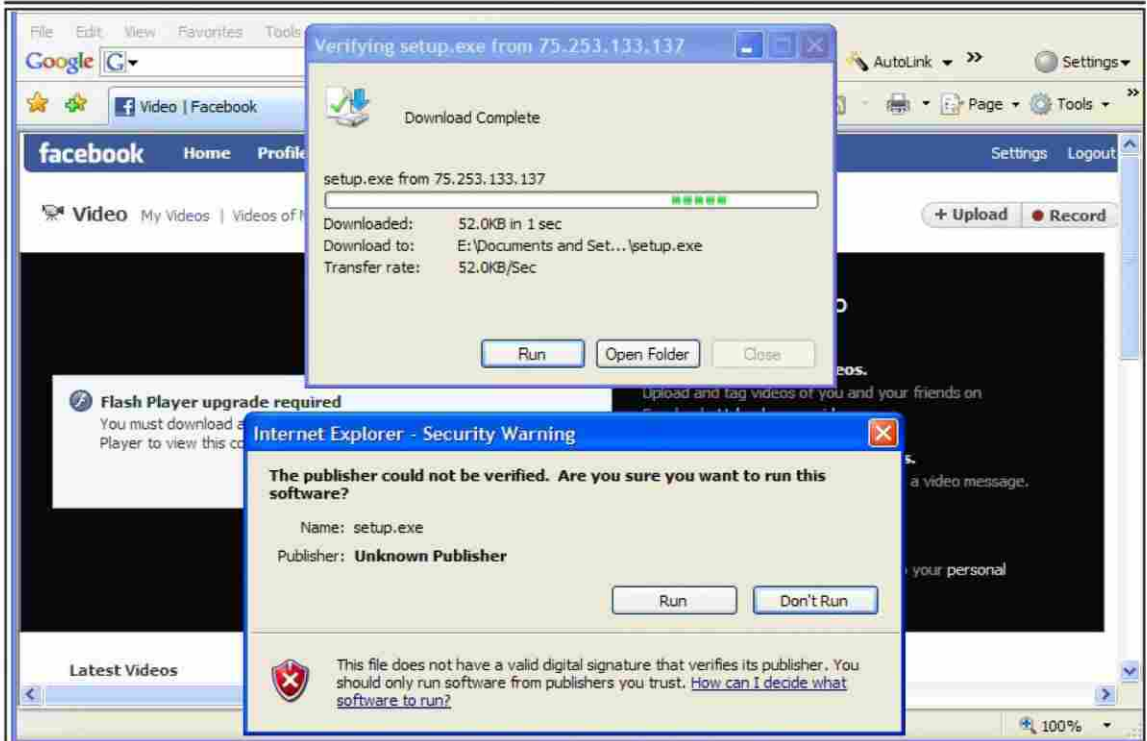 File Edit View Favorites Tools
Google G
AutoLink >> Settings
Video | Facebook
Page Tools >>
facebook Home Profile
Settings Logout
Video My Videos | Videos of
+ Upload Record
Verifying setup.exe from 75.253.133.137
Download Complete
setup.exe from 75.253.133.137
Downloaded: 52.0KB in 1 sec
Download to: E:\Documents and Set...\setup.exe
Transfer rate: 52.0KB/Sec
Run Open Folder Close
eos.
Upload and tag videos of you and your friends on
Flash Player upgrade required
You must download a
Player to view this
Internet Explorer - Security Warning
The publisher could not be verified. Are you sure you want to run this
software?
Name: setup.exe
Publisher: Unknown Publisher
Run Don't Run
This file does not have a valid digital signature that verifies its publisher. You
should only run software from publishers you trust. How can I decide what
software to run?
s.
a video message.
your personal
Latest Videos
100%